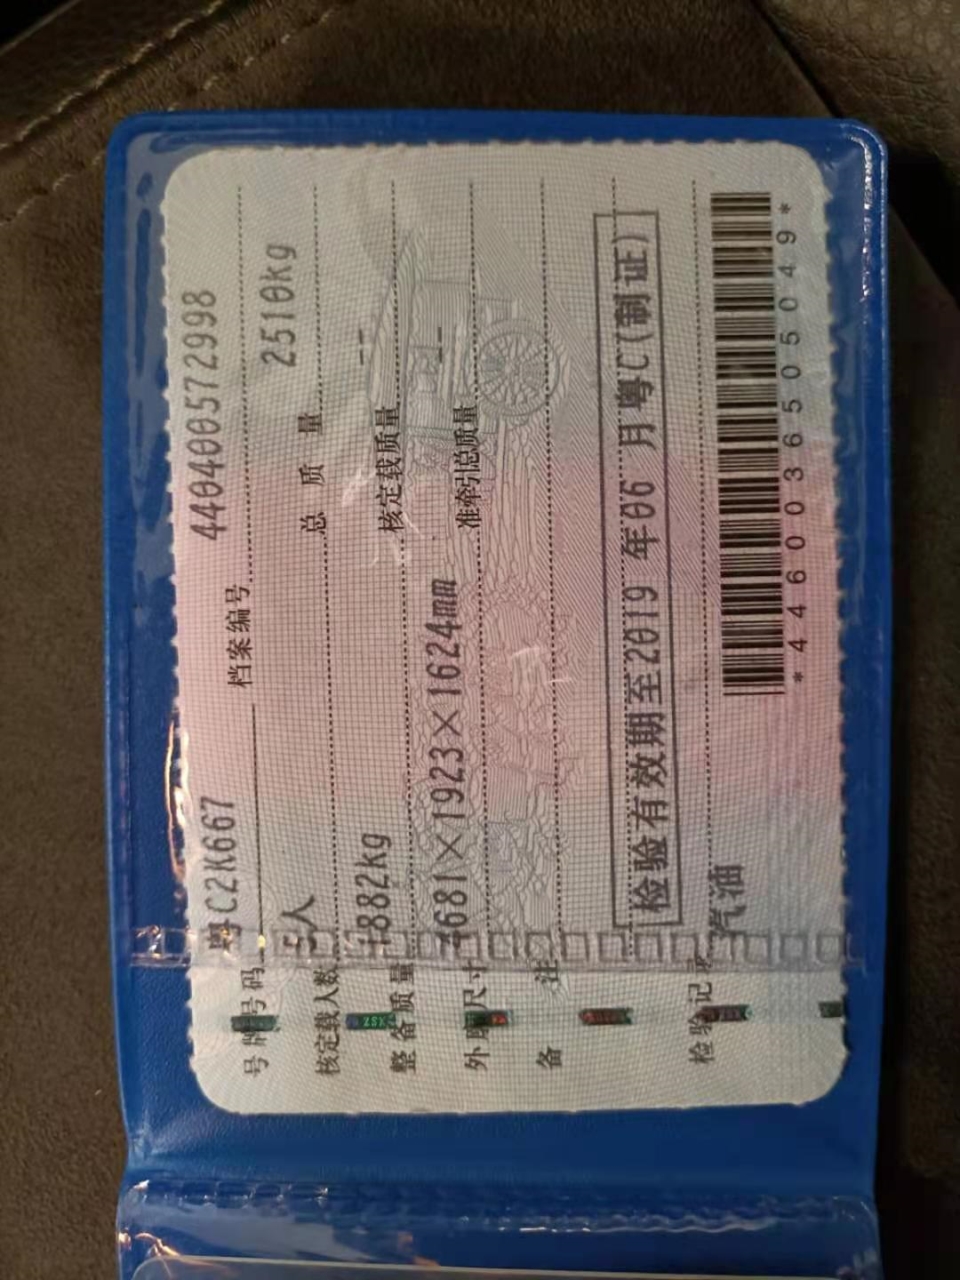 号牌号码 粤C2K667 档案编号 440400572998
核定载人数 5人 总质量 2510kg
整备质量 1882kg 核定载质量 --
外廓尺寸 4681×1923×1624mm 准牵引总质量 --
备注
检验有效期至2019年06月粤C(制证)
检验记录 汽油
*4460036505049*